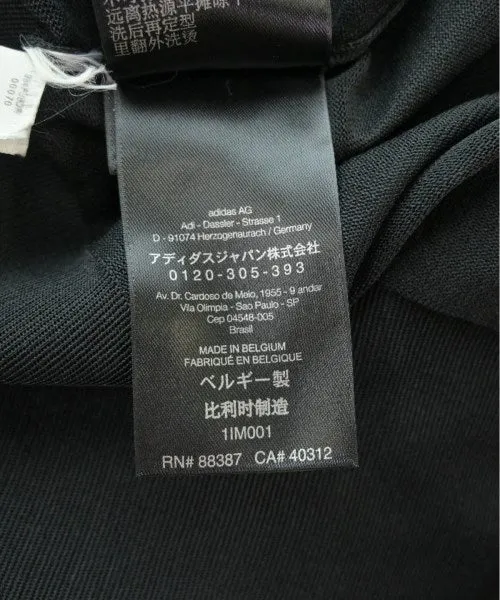 远离热源平摊除
洗后再定型
里翻外洗烫
00070
adidas AG
Adi - Dassler - Strasse 1
D - 91074 Herzogenaurach / Germany
アディダスジャパン株式会社
0120-305-393
Av. Dr. Cardoso de Melo, 1955 - 9 andar
Vila Olimpia - Sao Paulo - SP
Cep 04548-005
Brasil
MADE IN BELGIUM
FABRIQUÉ EN BELGIQUE
ベルギー製
比利时制造
1IM001
RN# 88387 CA# 40312